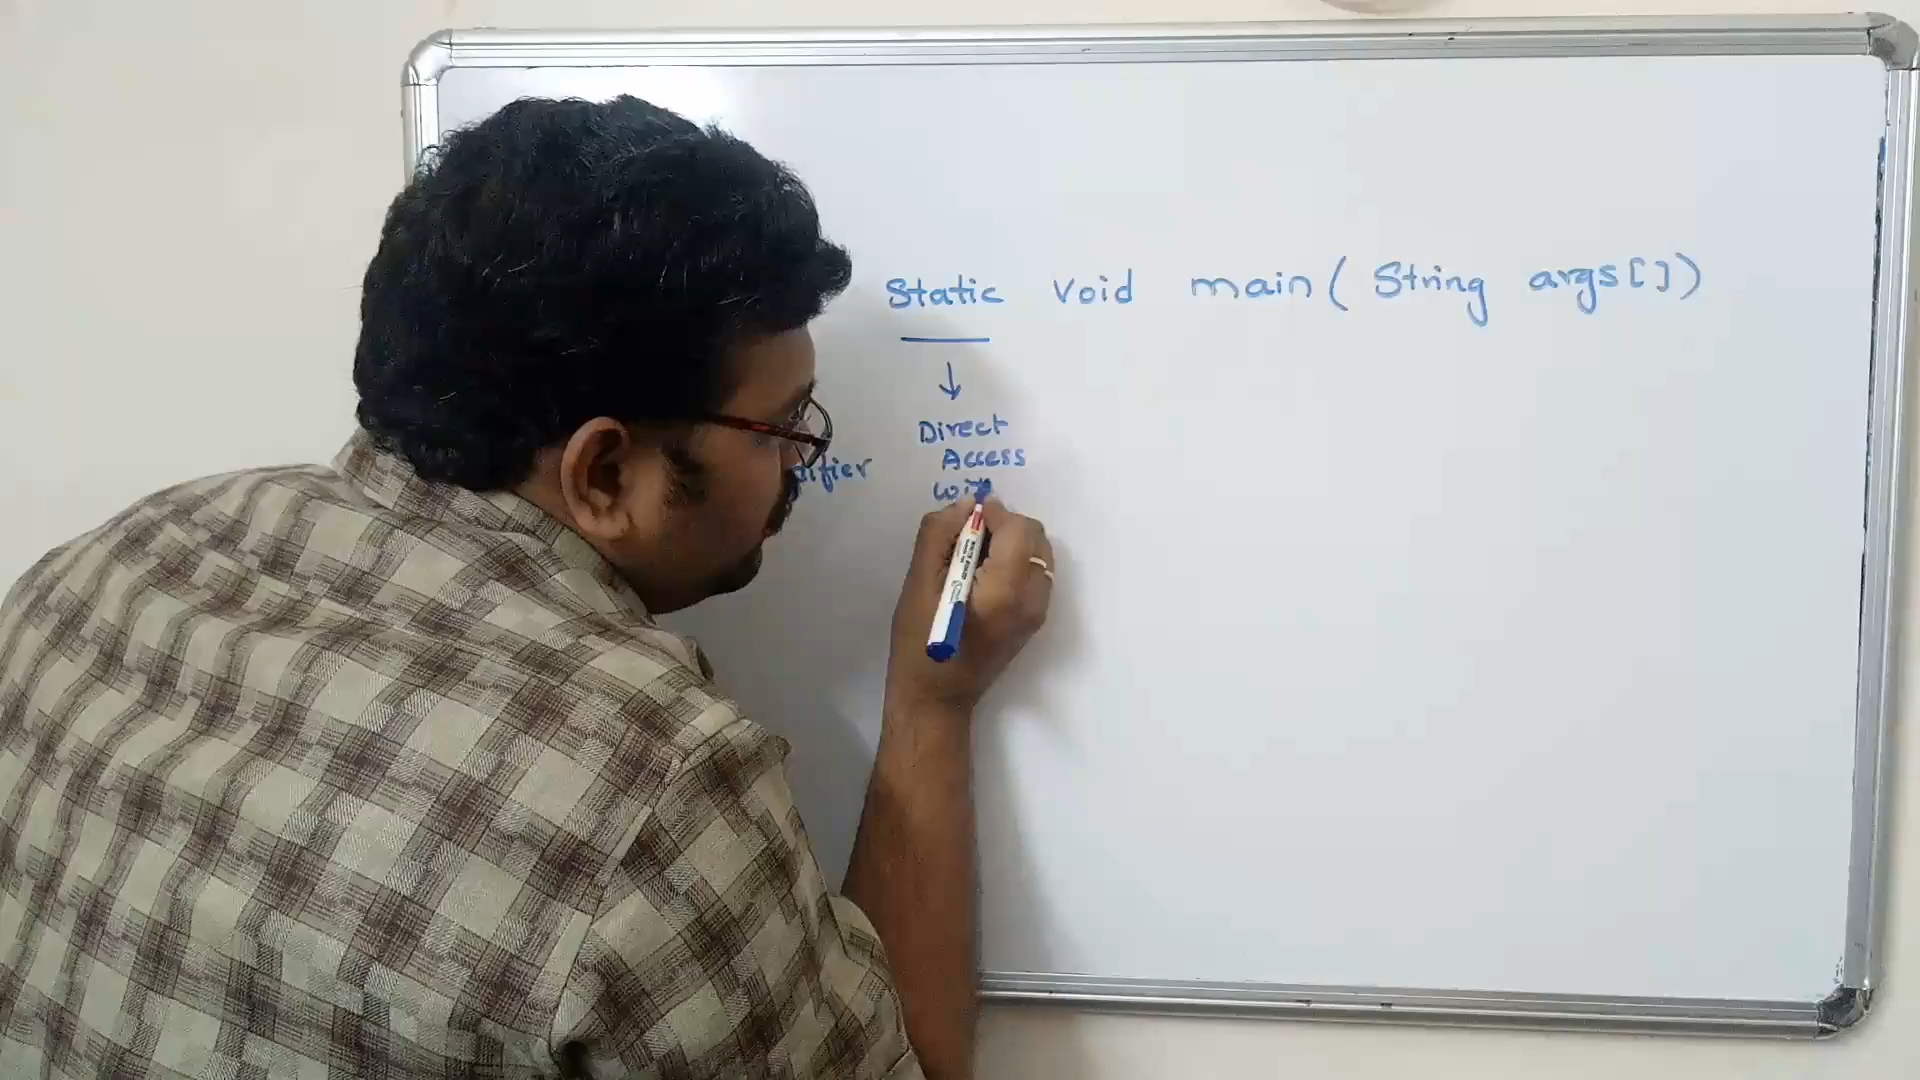 Static void main( String args[])
Direct
Access